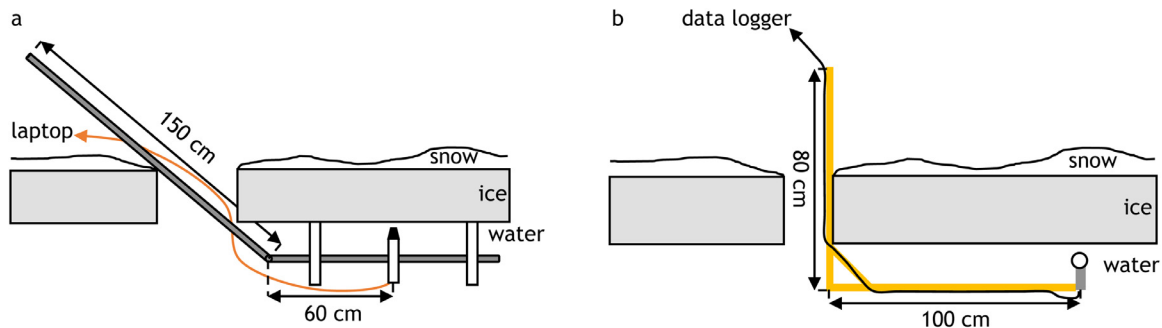 a
laptop
150 cm
snow
ice
water
60 cm
b
data logger
80 cm
snow
ice
water
100 cm